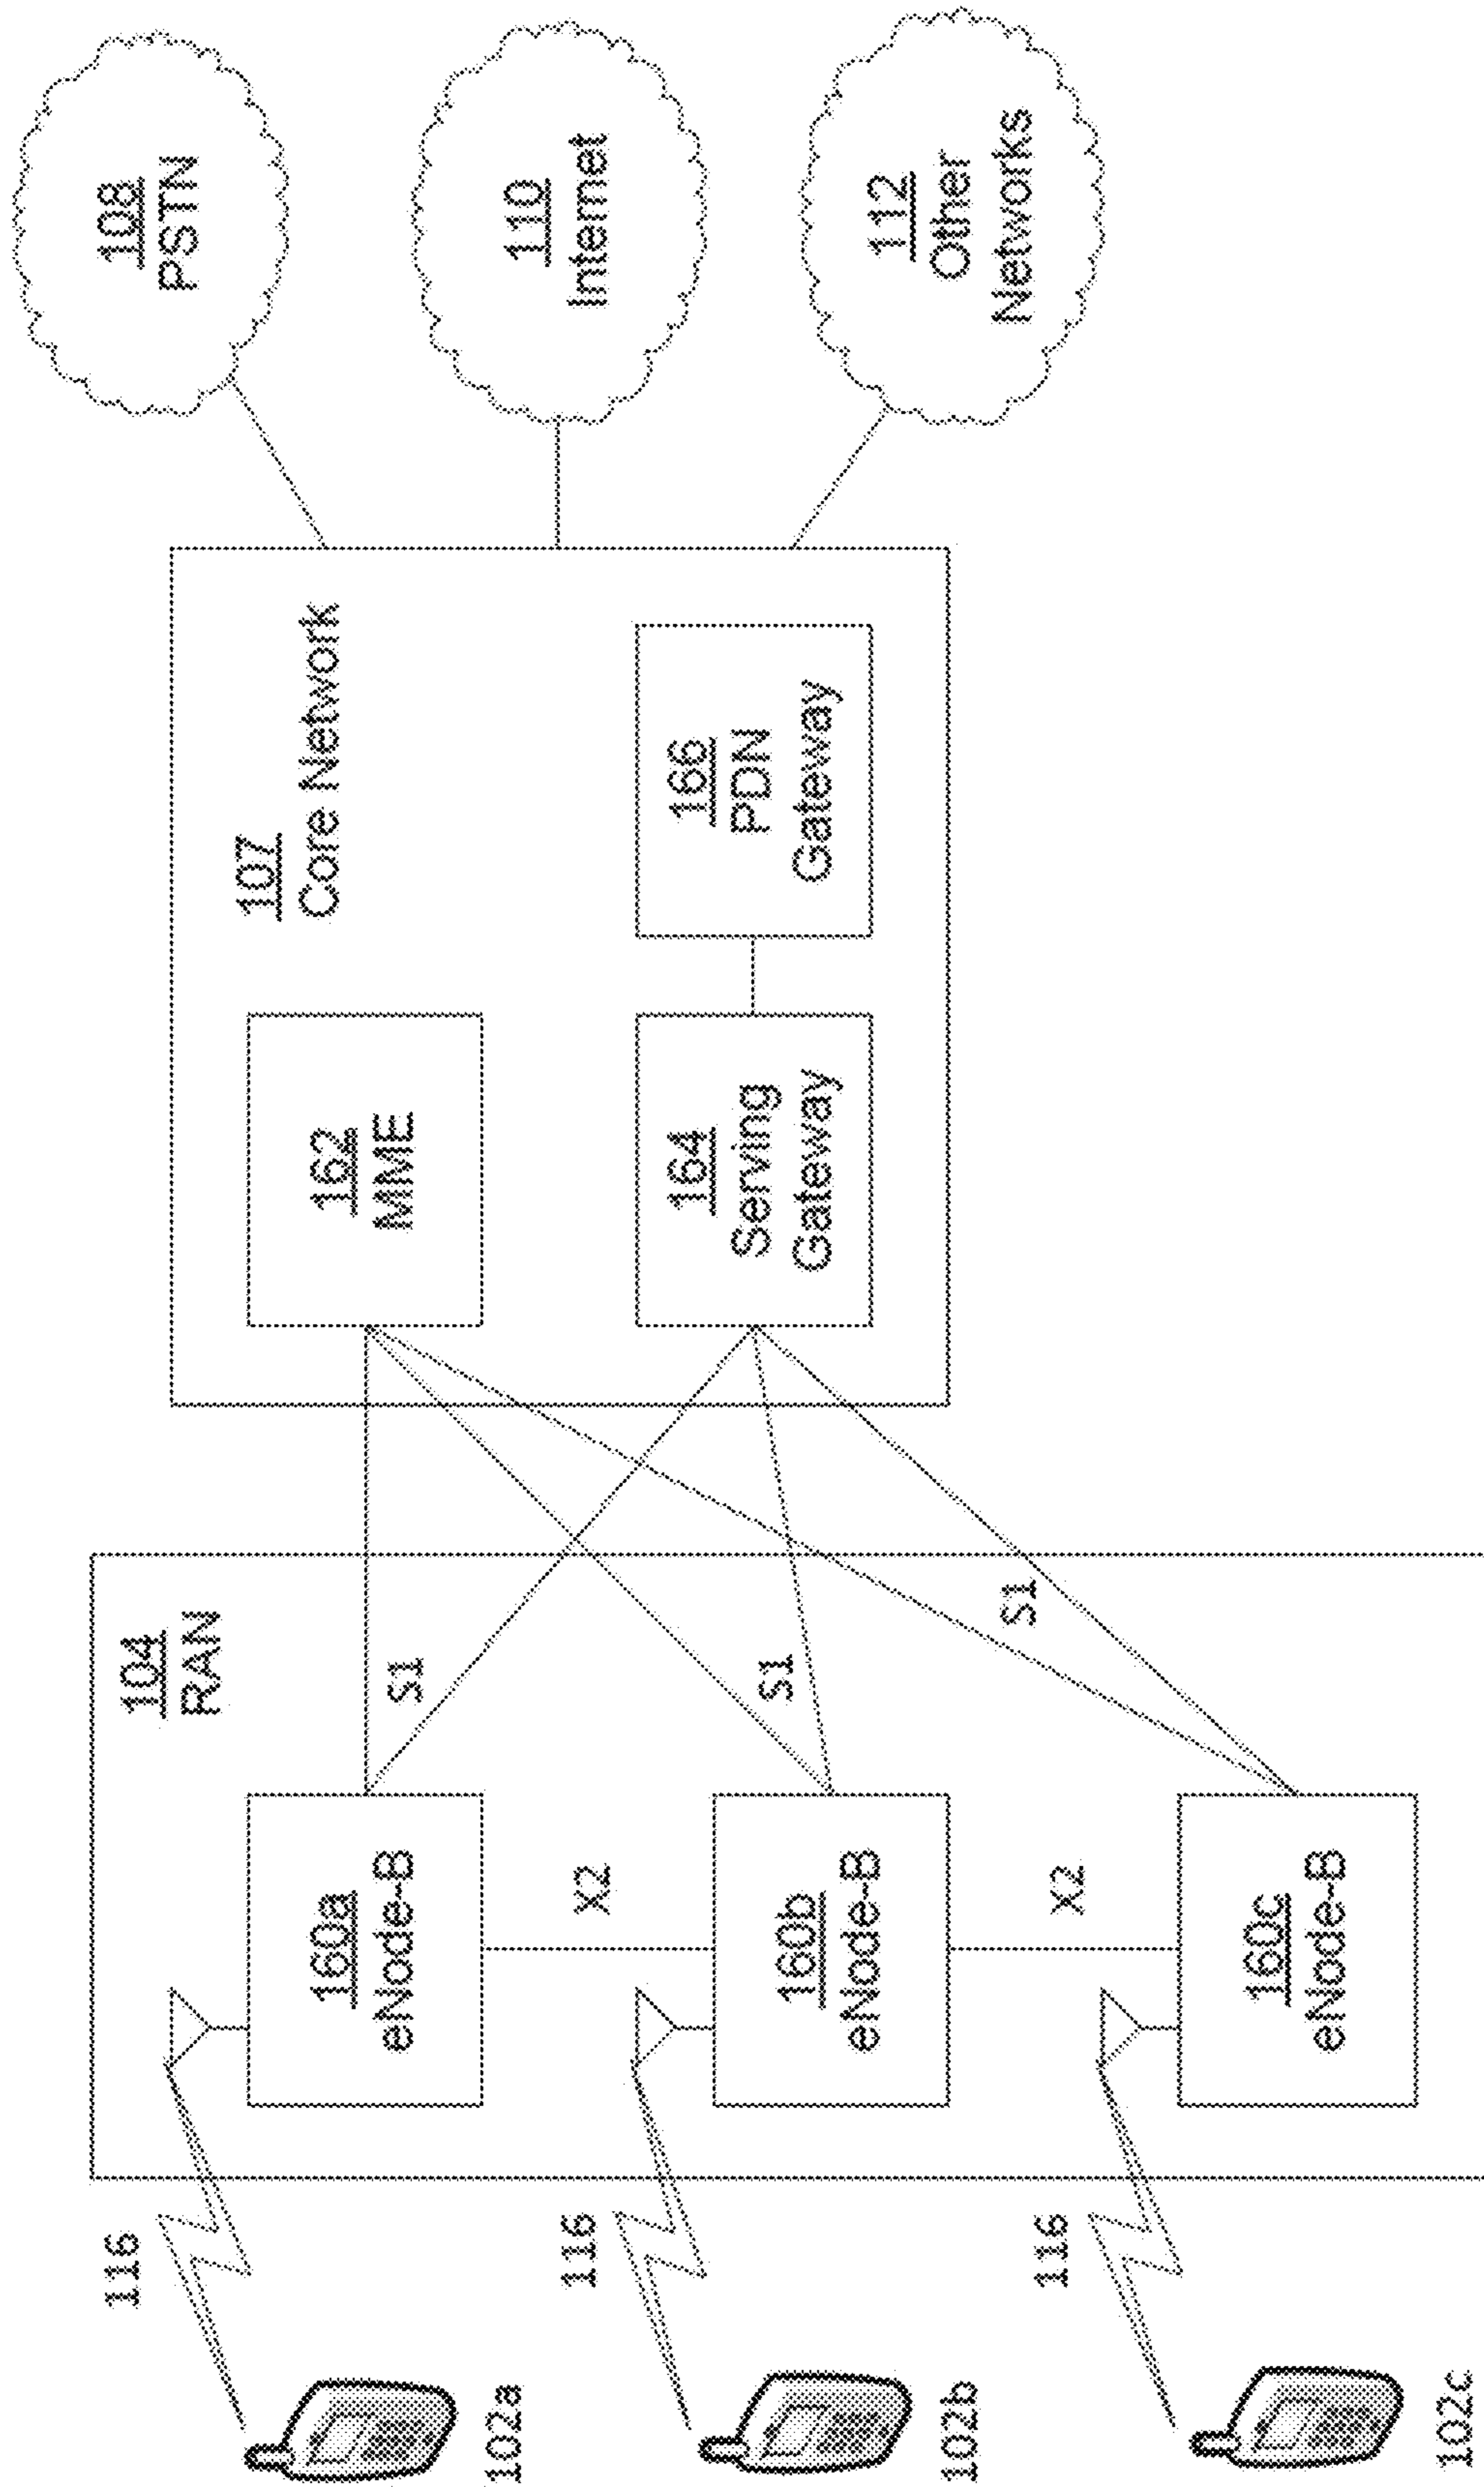 116
102a
116
102b
116
102c
104
RAN
160a
eNode-B
X2
160b
eNode-B
X2
160c
eNode-B
S1
S1
S1
107
Core Network
162
MME
164
Serving
Gateway
166
PDN
Gateway
108
PSTN
110
Internet
112
Other
Networks